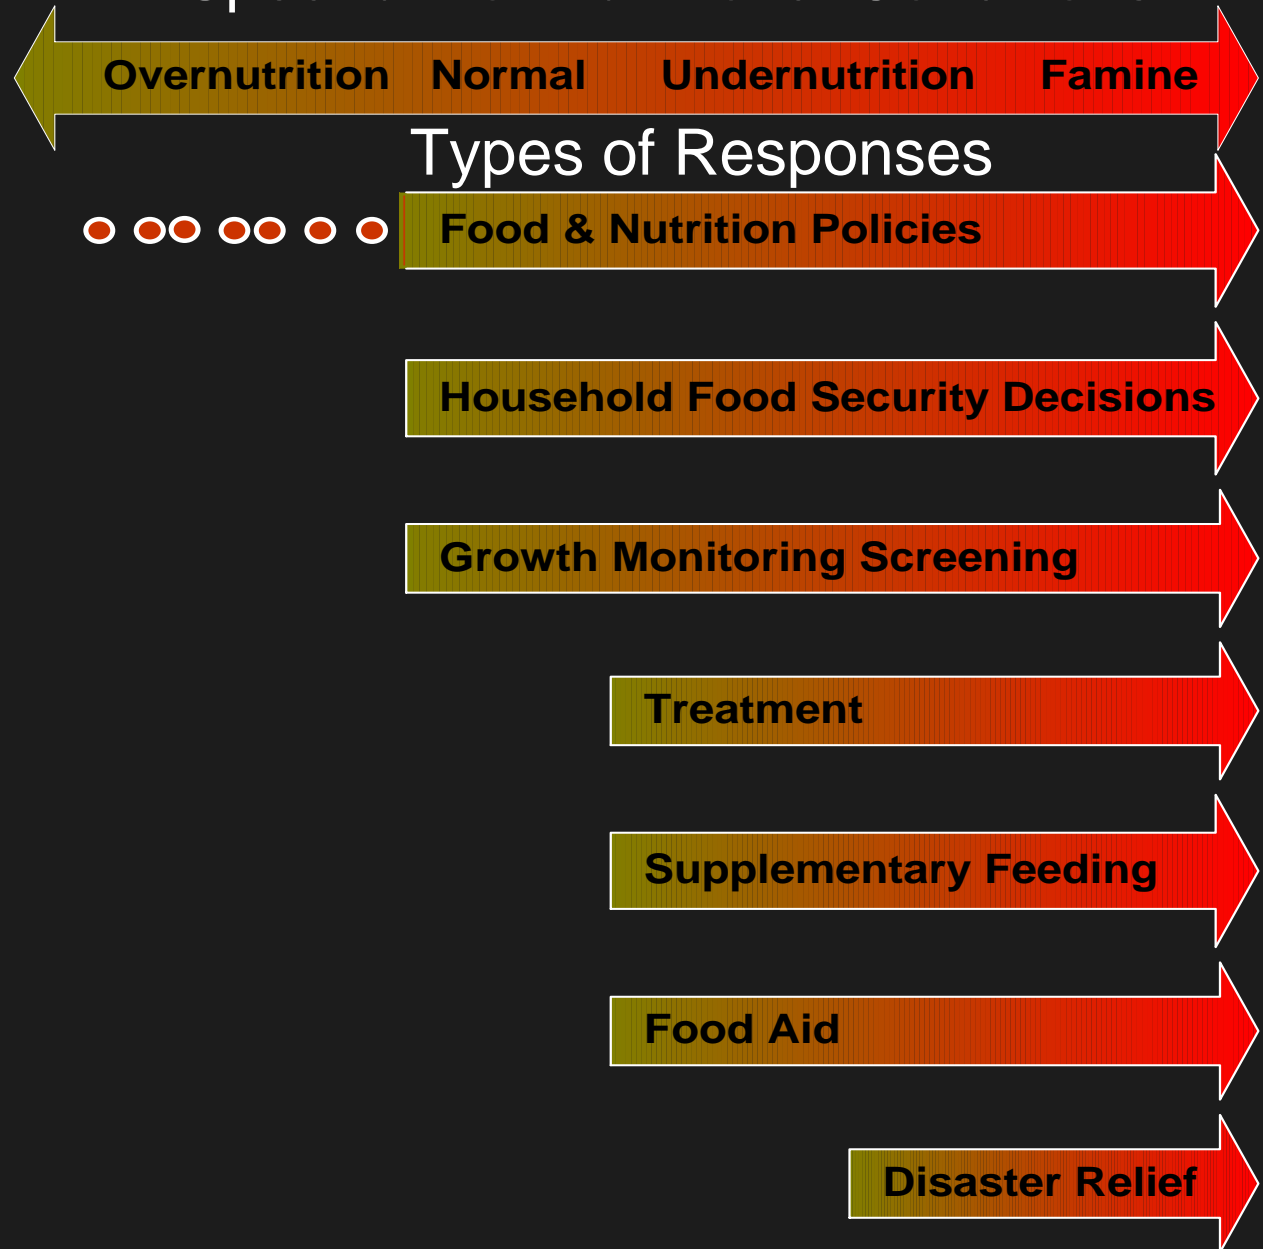 Overnutrition Normal Undernutrition Famine
Types of Responses
Food & Nutrition Policies
Household Food Security Decisions
Growth Monitoring Screening
Treatment
Supplementary Feeding
Food Aid
Disaster Relief